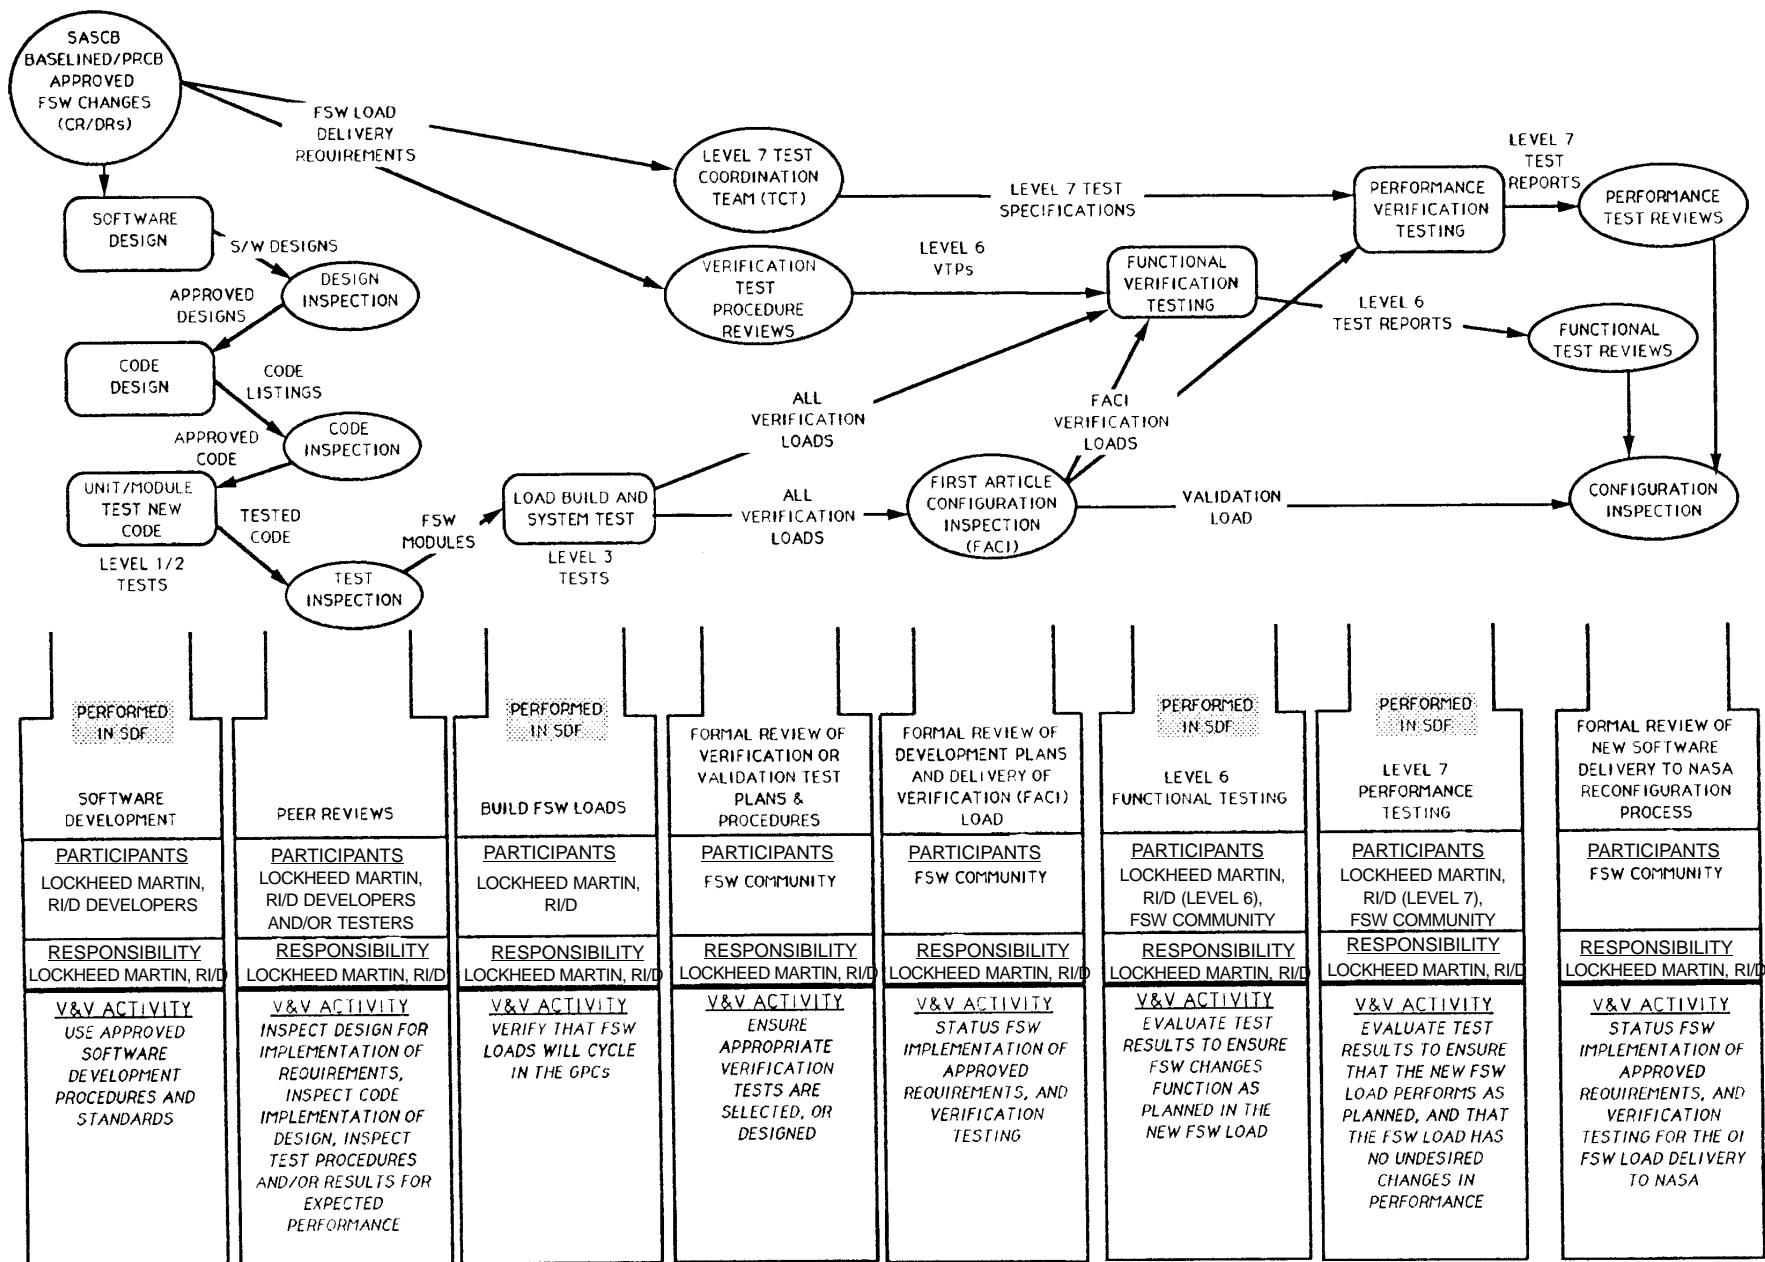 SASCB
BASELINED/PRCB
APPROVED
FSW CHANGES
(CR/DRs)
FSW LOAD
DELIVERY
REQUIREMENTS
SOFTWARE
DESIGN
S/W DESIGNS
DESIGN
INSPECTION
APPROVED
DESIGNS
CODE
DESIGN
CODE
LISTINGS
CODE
INSPECTION
APPROVED
CODE
UNIT/MODULE
TEST NEW
CODE
LEVEL 1/2
TESTS
TESTED
CODE
TEST
INSPECTION
FSW
MODULES
LOAD BUILD AND
SYSTEM TEST
LEVEL 3
TESTS
LEVEL 7 TEST
COORDINATION
TEAM (TCT)
LEVEL 7 TEST
SPECIFICATIONS
VERIFICATION
TEST
PROCEDURE
REVIEWS
LEVEL 6
VTPs
ALL
VERIFICATION
LOADS
ALL
VERIFICATION
LOADS
FIRST ARTICLE
CONFIGURATION
INSPECTION
(FACI)
FACI
VERIFICATION
LOADS
FUNCTIONAL
VERIFICATION
TESTING
PERFORMANCE
VERIFICATION
TESTING
LEVEL 7
TEST
REPORTS
PERFORMANCE
TEST REVIEWS
LEVEL 6
TEST REPORTS
FUNCTIONAL
TEST REVIEWS
VALIDATION
LOAD
CONFIGURATION
INSPECTION
PERFORMED
IN SDF
SOFTWARE
DEVELOPMENT
PARTICIPANTS
LOCKHEED MARTIN,
RI/D DEVELOPERS
RESPONSIBILITY
LOCKHEED MARTIN, RI/D
V&V ACTIVITY
USE APPROVED
SOFTWARE
DEVELOPMENT
PROCEDURES AND
STANDARDS
PEER REVIEWS
PARTICIPANTS
LOCKHEED MARTIN,
RI/D DEVELOPERS
AND/OR TESTERS
RESPONSIBILITY
LOCKHEED MARTIN, RI/D
V&V ACTIVITY
INSPECT DESIGN FOR
IMPLEMENTATION OF
REQUIREMENTS,
INSPECT CODE
IMPLEMENTATION OF
DESIGN, INSPECT
TEST PROCEDURES
AND/OR RESULTS FOR
EXPECTED
PERFORMANCE
PERFORMED
IN SDF
BUILD FSW LOADS
PARTICIPANTS
LOCKHEED MARTIN,
RI/D
RESPONSIBILITY
LOCKHEED MARTIN, RI/D
V&V ACTIVITY
VERIFY THAT FSW
LOADS WILL CYCLE
IN THE GPCs
FORMAL REVIEW OF
VERIFICATION OR
VALIDATION TEST
PLANS &
PROCEDURES
PARTICIPANTS
FSW COMMUNITY
RESPONSIBILITY
LOCKHEED MARTIN, RI/D
V&V ACTIVITY
ENSURE
APPROPRIATE
VERIFICATION
TESTS ARE
SELECTED, OR
DESIGNED
FORMAL REVIEW OF
DEVELOPMENT PLANS
AND DELIVERY OF
VERIFICATION (FACI)
LOAD
PARTICIPANTS
FSW COMMUNITY
RESPONSIBILITY
LOCKHEED MARTIN, RI/D
V&V ACTIVITY
STATUS FSW
IMPLEMENTATION OF
APPROVED
REQUIREMENTS, AND
VERIFICATION
TESTING
PERFORMED
IN SDF
LEVEL 6
FUNCTIONAL TESTING
PARTICIPANTS
LOCKHEED MARTIN,
RI/D (LEVEL 6),
FSW COMMUNITY
RESPONSIBILITY
LOCKHEED MARTIN, RI/D
V&V ACTIVITY
EVALUATE TEST
RESULTS TO ENSURE
FSW CHANGES
FUNCTION AS
PLANNED IN THE
NEW FSW LOAD
PERFORMED
IN SDF
LEVEL 7
PERFORMANCE
TESTING
PARTICIPANTS
LOCKHEED MARTIN,
RI/D (LEVEL 7),
FSW COMMUNITY
RESPONSIBILITY
LOCKHEED MARTIN, RI/D
V&V ACTIVITY
EVALUATE TEST
RESULTS TO ENSURE
THAT THE NEW FSW
LOAD PERFORMS AS
PLANNED, AND THAT
THE FSW LOAD HAS
NO UNDESIRED
CHANGES IN
PERFORMANCE
FORMAL REVIEW OF
NEW SOFTWARE
DELIVERY TO NASA
RECONFIGURATION
PROCESS
PARTICIPANTS
FSW COMMUNITY
RESPONSIBILITY
LOCKHEED MARTIN, RI/D
V&V ACTIVITY
STATUS FSW
IMPLEMENTATION OF
APPROVED
REQUIREMENTS, AND
VERIFICATION
TESTING FOR THE OI
FSW LOAD DELIVERY
TO NASA